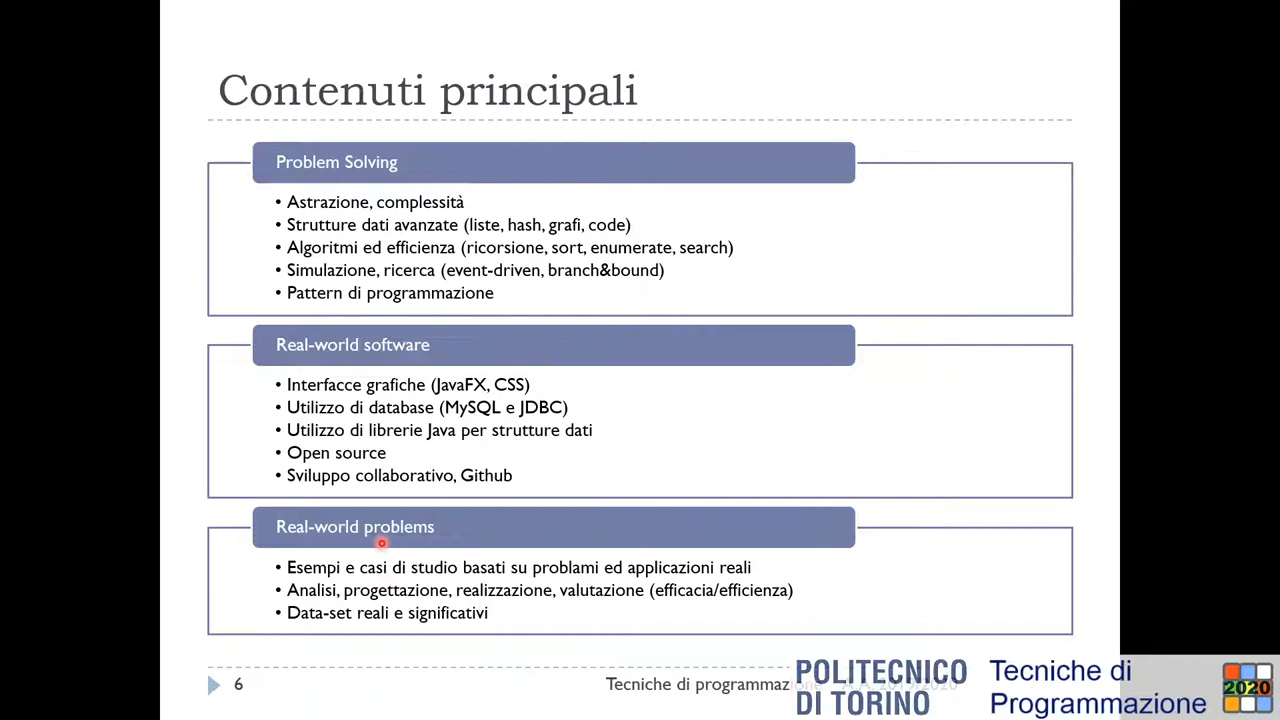 Contenuti principali
Problem Solving
• Astrazione, complessità
• Strutture dati avanzate (liste, hash, grafi, code)
• Algoritmi ed efficienza (ricorsione, sort, enumerate, search)
• Simulazione, ricerca (event-driven, branch&bound)
• Pattern di programmazione
Real-world software
• Interfacce grafiche (JavaFX, CSS)
• Utilizzo di database (MySQL e JDBC)
• Utilizzo di librerie Java per strutture dati
• Open source
• Sviluppo collaborativo, Github
Real-world problems
• Esempi e casi di studio basati su problami ed applicazioni reali
• Analisi, progettazione, realizzazione, valutazione (efficacia/efficienza)
• Data-set reali e significativi
6
Tecniche di programmazione A.A. 2019/2020
POLITECNICO
DI TORINO
Tecniche di
Programmazione
2020